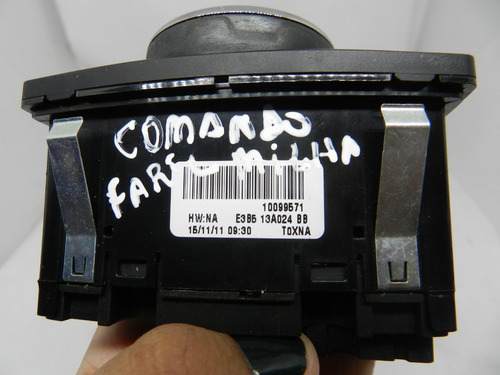 COMANDO
FAROL MILHA
10099571
HW:NA E3B5 13A024 BB
15/11/11 09:30 T0XNA